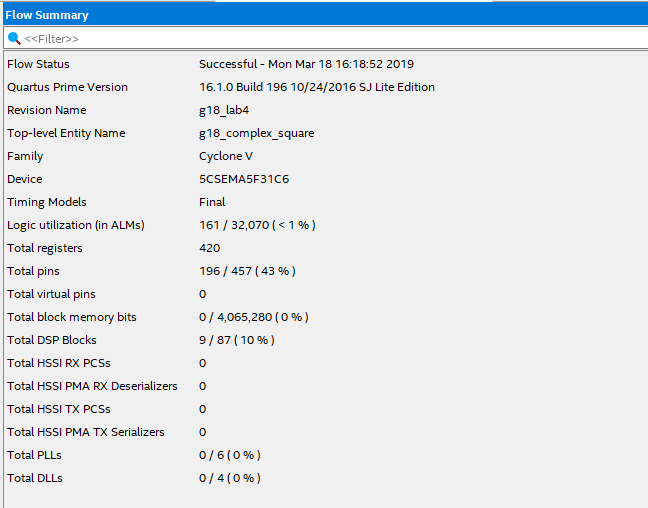 Flow Summary
<<Filter>>
Flow Status Successful - Mon Mar 18 16:18:52 2019
Quartus Prime Version 16.1.0 Build 196 10/24/2016 SJ Lite Edition
Revision Name g18_lab4
Top-level Entity Name g18_complex_square
Family Cyclone V
Device 5CSEMA5F31C6
Timing Models Final
Logic utilization (in ALMs) 161 / 32,070 ( < 1 % )
Total registers 420
Total pins 196 / 457 ( 43 % )
Total virtual pins 0
Total block memory bits 0 / 4,065,280 ( 0 % )
Total DSP Blocks 9 / 87 ( 10 % )
Total HSSI RX PCSs 0
Total HSSI PMA RX Deserializers 0
Total HSSI TX PCSs 0
Total HSSI PMA TX Serializers 0
Total PLLs 0 / 6 ( 0 % )
Total DLLs 0 / 4 ( 0 % )